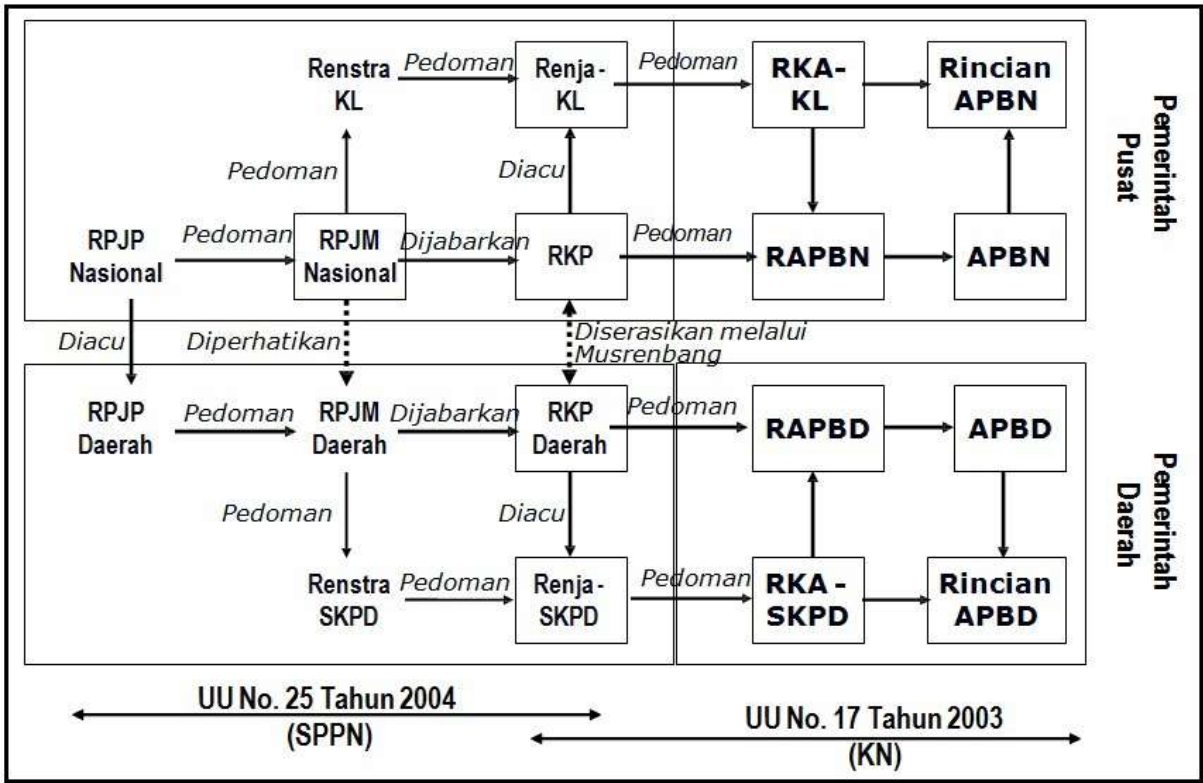 Renstra
KL
Pedoman
Renja -
KL
Pedoman
RKA-
KL
Rincian
APBN
Pemerintah
Pusat
Pedoman
Diacu
RPJP
Nasional
Pedoman
RPJM
Nasional
Dijabarkan
RKP
Pedoman
RAPBN
APBN
Diacu
Diperhatikan
Diserasikan melalui
Musrenbang
RPJP
Daerah
Pedoman
RPJM
Daerah
Dijabarkan
RKP
Daerah
Pedoman
RAPBD
APBD
Pemerintah
Daerah
Pedoman
Diacu
Renstra
SKPD
Pedoman
Renja-
SKPD
Pedoman
RKA -
SKPD
Rincian
APBD
UU No. 25 Tahun 2004
(SPPN)
UU No. 17 Tahun 2003
(KN)